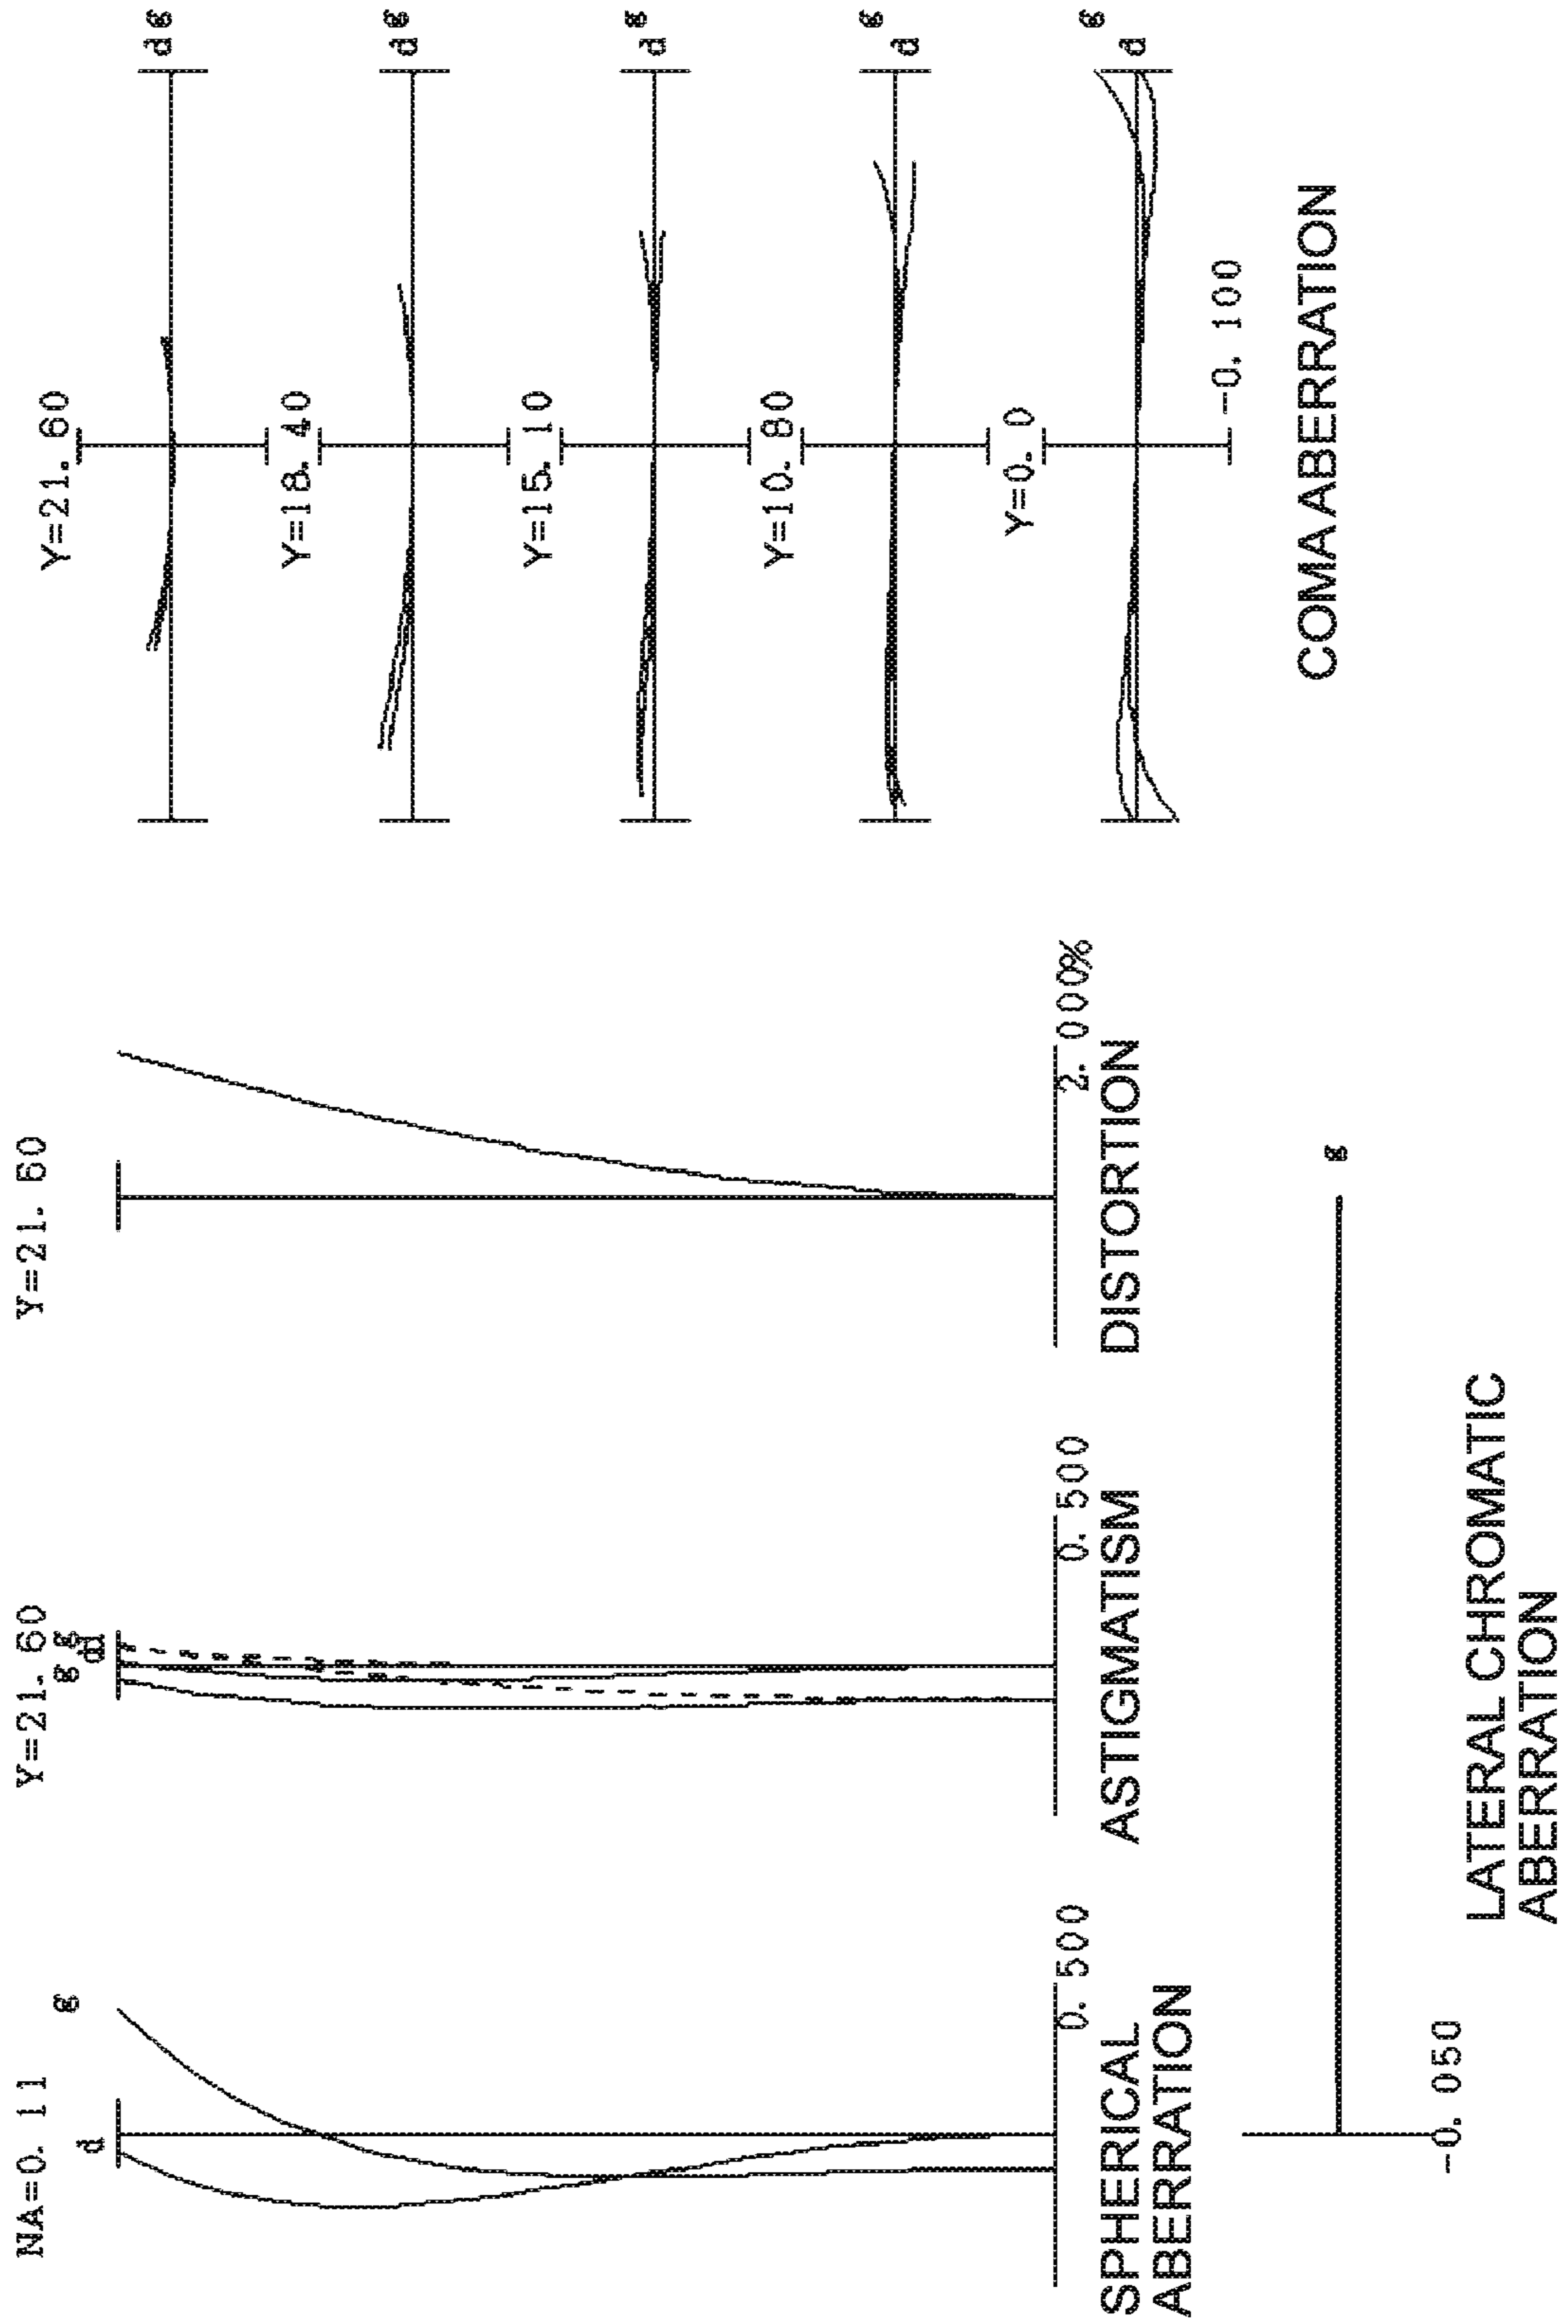 NA=0. 11
d
g
0. 500
SPHERICAL
ABERRATION
Y=21. 60
g
d
g
0. 500
ASTIGMATISM
Y=21. 60
2. 000%
DISTORTION
Y=21. 60
d
g
Y=18. 40
d
g
Y=15. 10
d
g
Y=10. 80
d
g
Y=0. 0
d
g
-0. 100
COMA ABERRATION
g
-0. 050
LATERAL CHROMATIC
ABERRATION